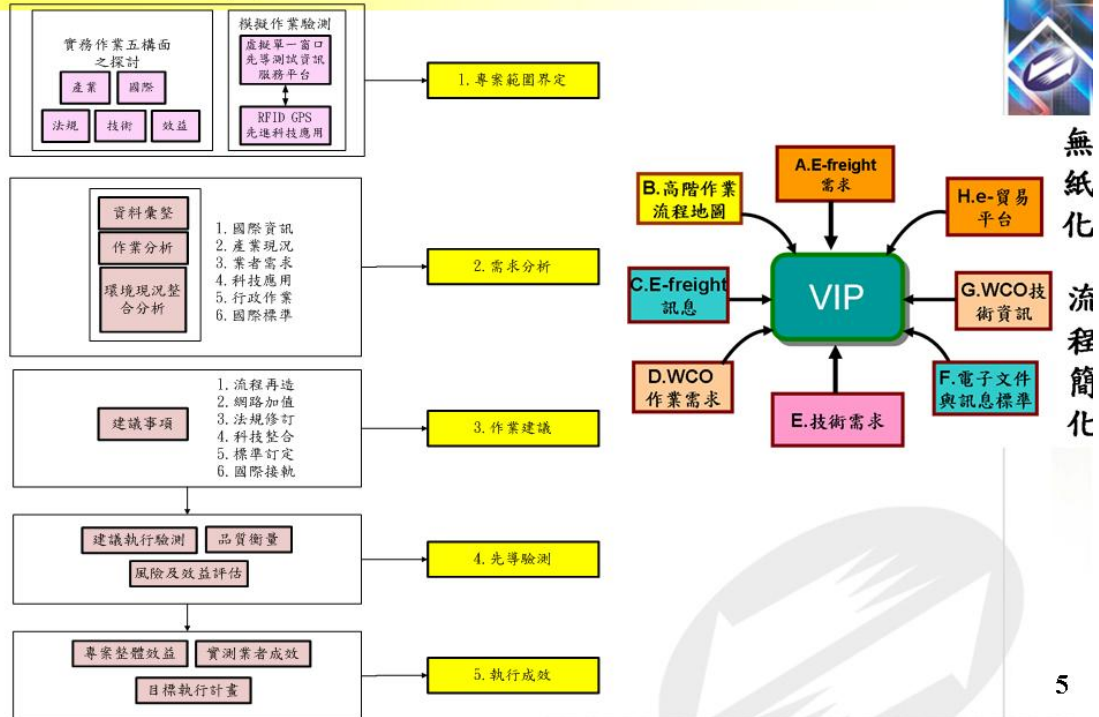 實務作業五構面
之探討
產業
國際
法規
技術
效益
模擬作業驗測
虛擬單一窗口
先導測試資訊
服務平台
RFID GPS
先進科技應用
1.專案範圍界定
資料彙整
作業分析
環境現況整
合分析
1.國際資訊
2.產業現況
3.業者需求
4.科技應用
5.行政作業
6.國際標準
2.需求分析
建議事項
1.流程再造
2.網路加值
3.法規修訂
4.科技整合
5.標準訂定
6.國際接軌
3.作業建議
建議執行驗測
品質衡量
風險及效益評估
4.先導驗測
專案整體效益
實測業者成效
目標執行計畫
5.執行成效
A.E-freight
需求
B.高階作業
流程地圖
H.e-貿易
平台
C.E-freight
訊息
VIP
G.WCO技
術資訊
D.WCO
作業需求
E.技術需求
F.電子文件
與訊息標準
無紙化
流程簡化
5